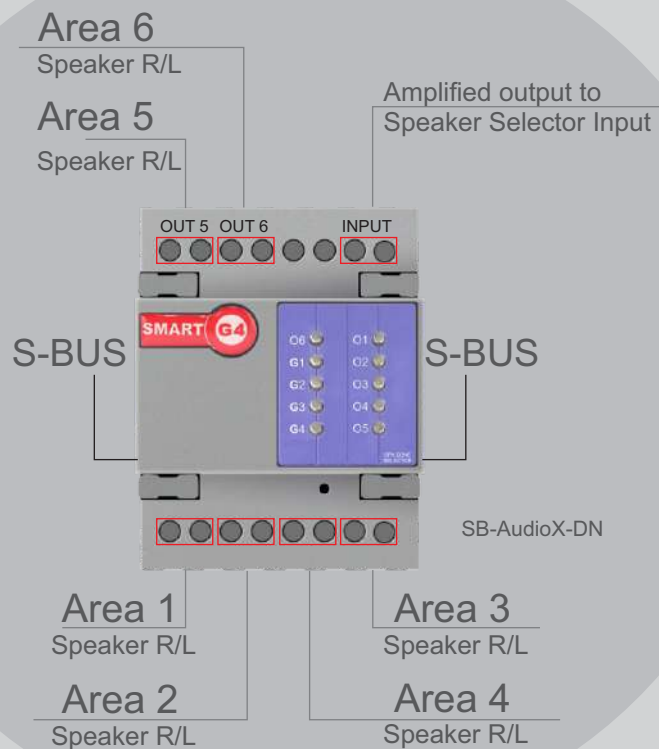 Area 6
Speaker R/L
Area 5
Speaker R/L
Amplified output to
Speaker Selector Input
OUT 5 OUT 6 INPUT
SMART G4
O6 O1
G1 O2
G2 O3
G3 O4
G4 O5
S-BUS
S-BUS
SB-AudioX-DN
Area 1
Speaker R/L
Area 3
Speaker R/L
Area 2
Speaker R/L
Area 4
Speaker R/L